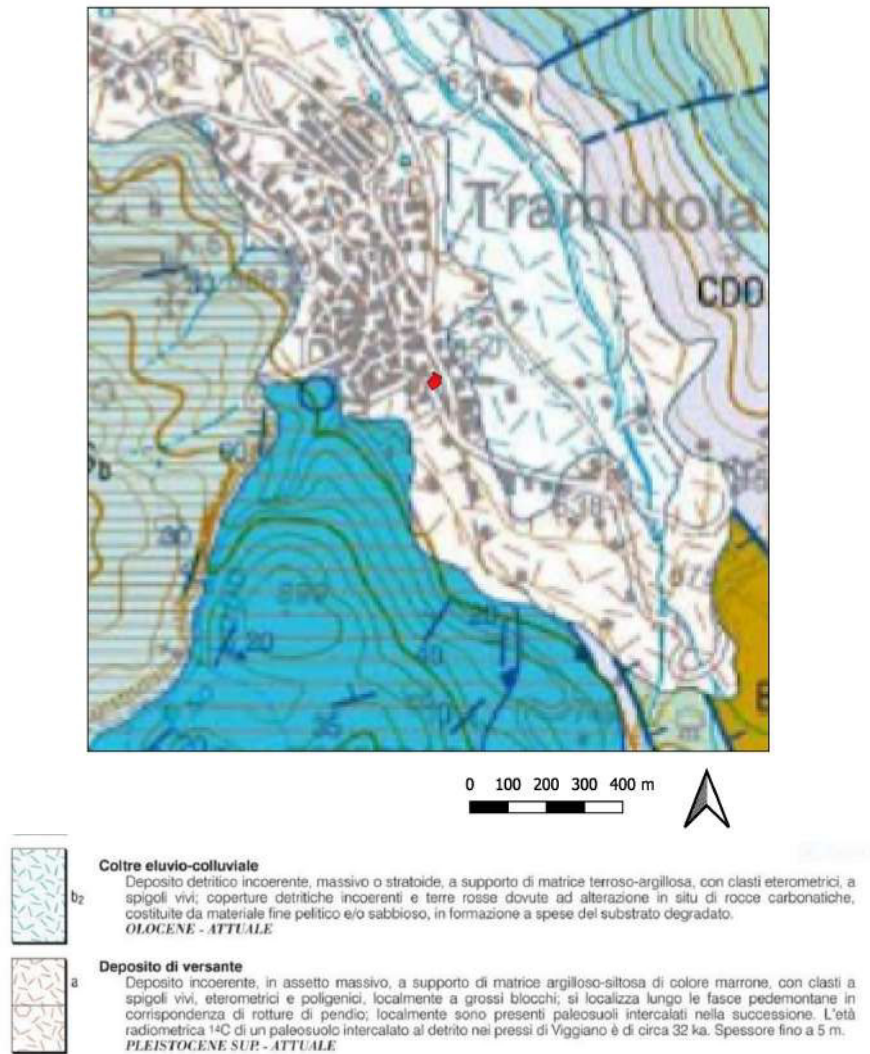 Tramutola
CDO
20
35
0 100 200 300 400 m
Coltre eluvio-colluviale
b2
Deposito detritico incoerente, massivo o stratoide, a supporto di matrice terroso-argillosa, con clasti eterometrici, a
spigoli vivi; coperture detritiche incoerenti e terre rosse dovute ad alterazione in situ di rocce carbonatiche,
costituite da materiale fine pelitico e/o sabbioso, in formazione a spese del substrato degradato.
OLOCENE - ATTUALE
Deposito di versante
a
Deposito incoerente, in assetto massivo, a supporto di matrice argilloso-siltosa di colore marrone, con clasti a
spigoli vivi, eterometrici e poligenici, localmente a grossi blocchi; si localizza lungo le fasce pedemontane in
corrispondenza di rotture di pendio; localmente sono presenti paleosuoli intercalati nella successione. L'età
radiometrica 14C di un paleosuolo intercalato al detrito nei pressi di Viggiano è di circa 32 ka. Spessore fino a 5 m.
PLEISTOCENE SUP. - ATTUALE